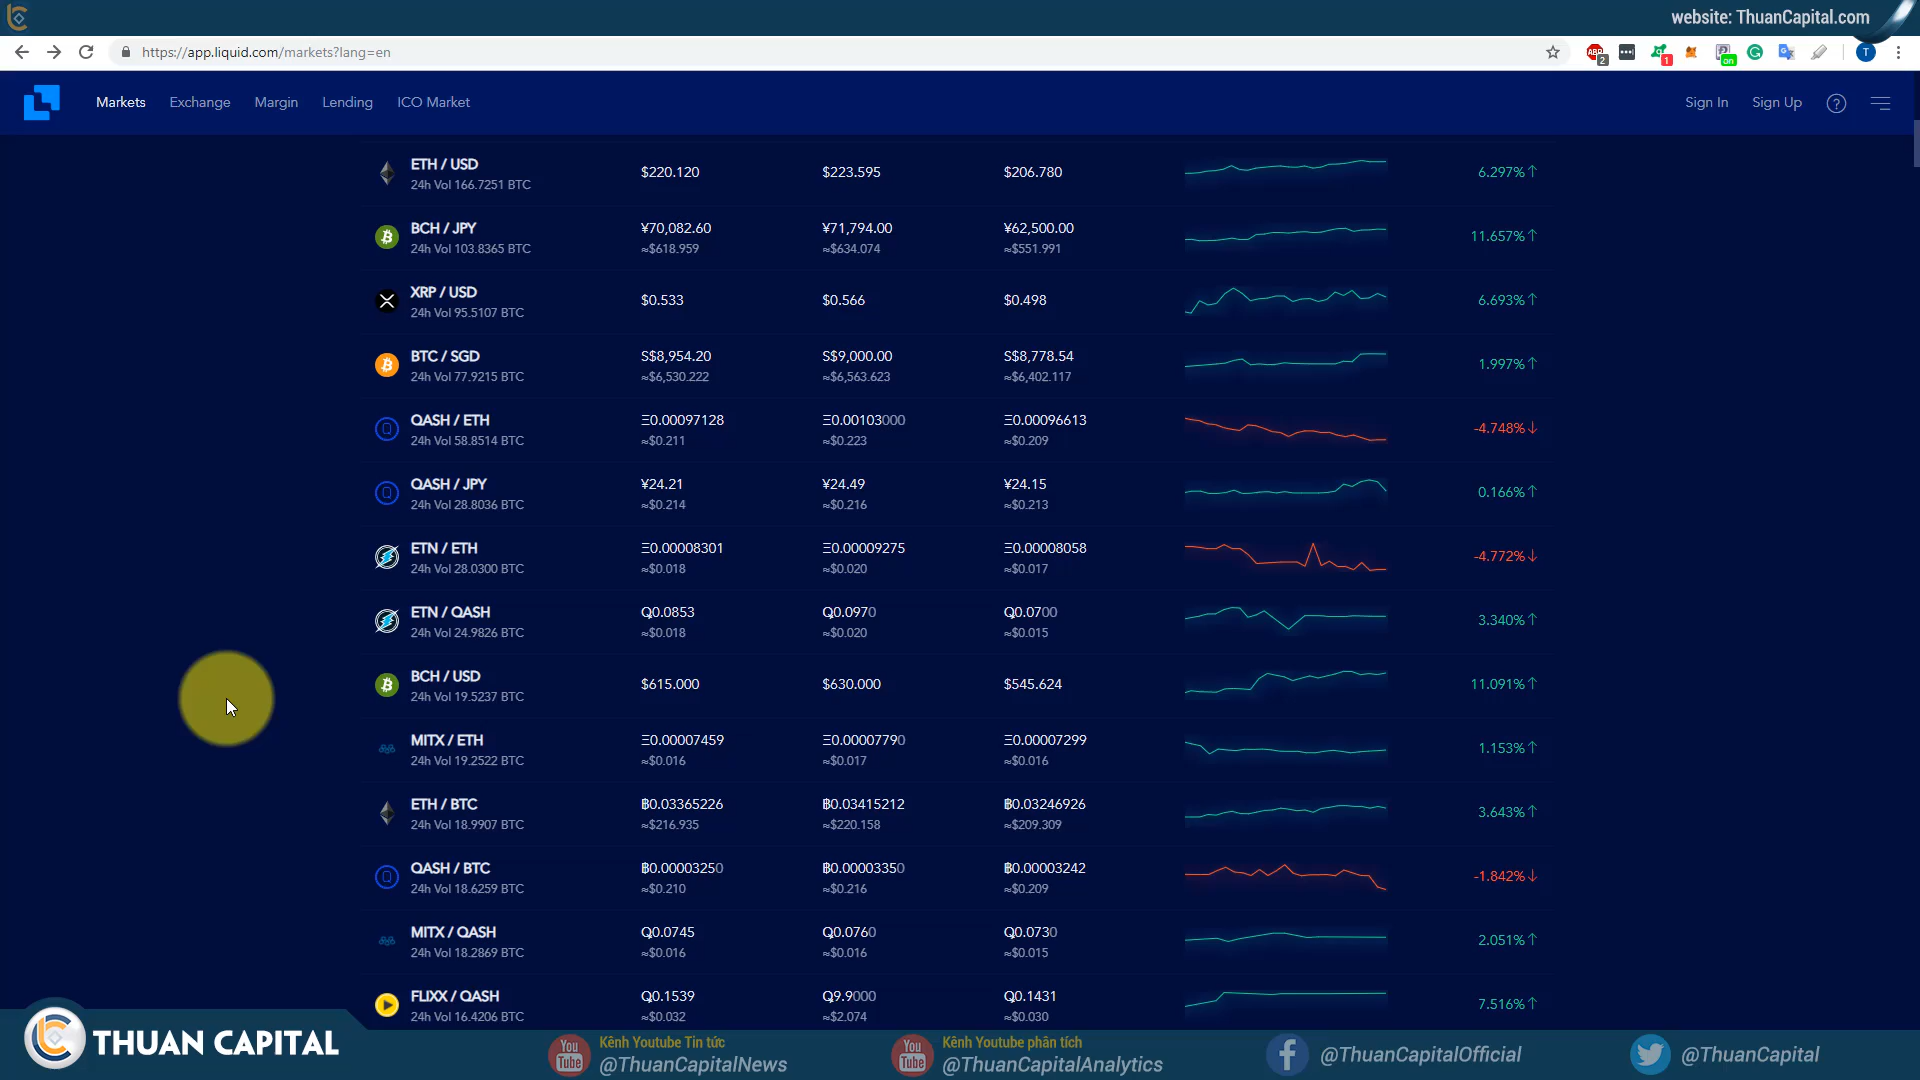 website: ThuanCapital.com
https://app.liquid.com/markets?lang=en
ABP 2
1
on
T
Markets Exchange Margin Lending ICO Market Sign In Sign Up ?
ETH / USD $220.120 $223.595 $206.780 6.297%↑
24h Vol 166.7251 BTC
BCH / JPY ¥70,082.60 ¥71,794.00 ¥62,500.00 11.657%↑
24h Vol 103.8365 BTC ≈$618.959 ≈$634.074 ≈$551.991
XRP / USD $0.533 $0.566 $0.498 6.693%↑
24h Vol 95.5107 BTC
BTC / SGD S$8,954.20 S$9,000.00 S$8,778.54 1.997%↑
24h Vol 77.9215 BTC ≈$6,530.222 ≈$6,563.623 ≈$6,402.117
QASH / ETH Ξ0.00097128 Ξ0.00103000 Ξ0.00096613 -4.748%↓
24h Vol 58.8514 BTC ≈$0.211 ≈$0.223 ≈$0.209
QASH / JPY ¥24.21 ¥24.49 ¥24.15 0.166%↑
24h Vol 28.8036 BTC ≈$0.214 ≈$0.216 ≈$0.213
ETN / ETH Ξ0.00008301 Ξ0.00009275 Ξ0.00008058 -4.772%↓
24h Vol 28.0300 BTC ≈$0.018 ≈$0.020 ≈$0.017
ETN / QASH Q0.0853 Q0.0970 Q0.0700 3.340%↑
24h Vol 24.9826 BTC ≈$0.018 ≈$0.020 ≈$0.015
BCH / USD $615.000 $630.000 $545.624 11.091%↑
24h Vol 19.5237 BTC
MITX / ETH Ξ0.00007459 Ξ0.00007790 Ξ0.00007299 1.153%↑
24h Vol 19.2522 BTC ≈$0.016 ≈$0.017 ≈$0.016
ETH / BTC ฿0.03365226 ฿0.03415212 ฿0.03246926 3.643%↑
24h Vol 18.9907 BTC ≈$216.935 ≈$220.158 ≈$209.309
QASH / BTC ฿0.00003250 ฿0.00003350 ฿0.00003242 -1.842%↓
24h Vol 18.6259 BTC ≈$0.210 ≈$0.216 ≈$0.209
MITX / QASH Q0.0745 Q0.0760 Q0.0730 2.051%↑
24h Vol 18.2869 BTC ≈$0.016 ≈$0.016 ≈$0.015
FLIXX / QASH Q0.1539 Q9.9000 Q0.1431 7.516%↑
24h Vol 16.4206 BTC ≈$0.032 ≈$2.074 ≈$0.030
THUAN CAPITAL
You Tube Kênh Youtube Tin tức
@ThuanCapitalNews
You Tube Kênh Youtube phân tích
@ThuanCapitalAnalytics
@ThuanCapitalOfficial
@ThuanCapital